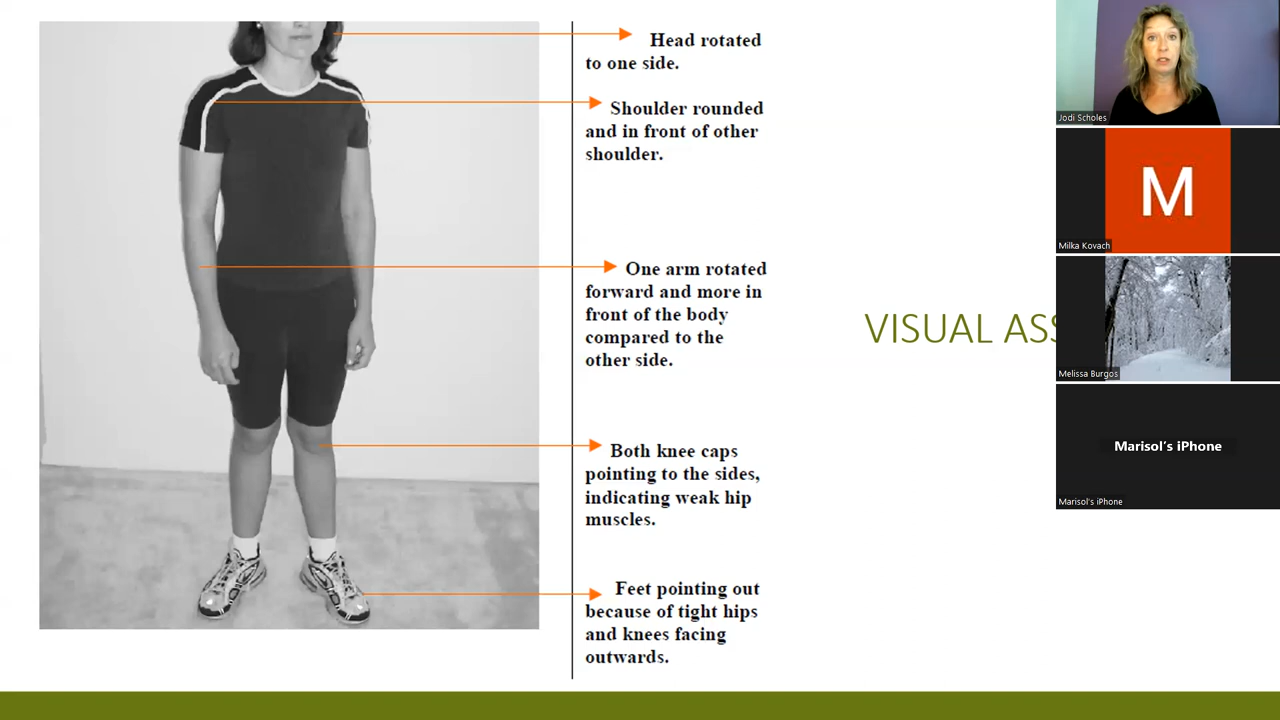 Head rotated
to one side.
Shoulder rounded
and in front of other
shoulder.
One arm rotated
forward and more in
front of the body
compared to the
other side.
Both knee caps
pointing to the sides,
indicating weak hip
muscles.
Feet pointing out
because of tight hips
and knees facing
outwards.
VISUAL ASS
Jodi Scholes
M
Milka Kovach
Melissa Burgos
Marisol's iPhone
Marisol's iPhone